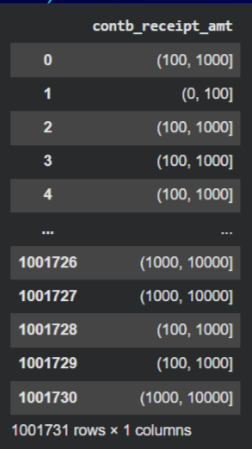 contb_receipt_amt
0 (100, 1000]
1 (0, 100]
2 (100, 1000]
3 (100, 1000]
4 (100, 1000]
... ...
1001726 (1000, 10000]
1001727 (1000, 10000]
1001728 (100, 1000]
1001729 (100, 1000]
1001730 (1000, 10000]
1001731 rows × 1 columns